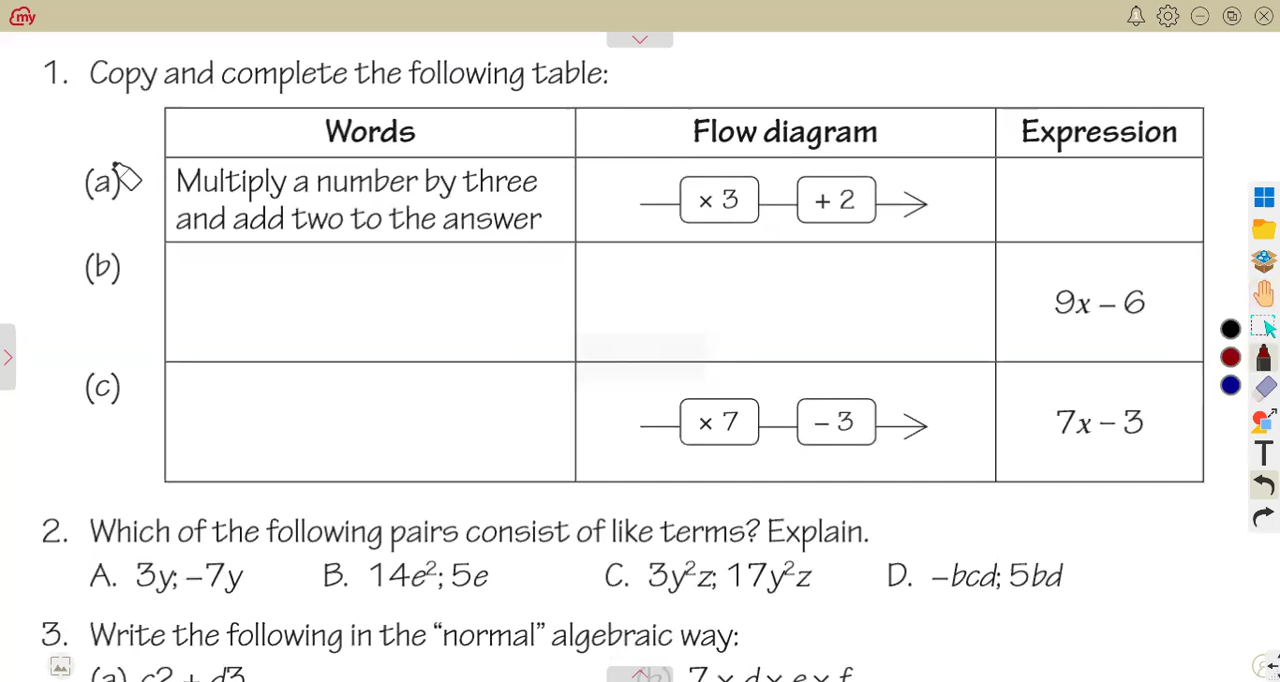 my
1. Copy and complete the following table:
Words Flow diagram Expression
(a) Multiply a number by three
and add two to the answer
× 3 + 2
(b)
9x – 6
(c)
× 7 – 3 7x – 3
2. Which of the following pairs consist of like terms? Explain.
A. 3y; –7y B. 14e²; 5e C. 3y²z; 17y²z D. –bcd; 5bd
3. Write the following in the “normal” algebraic way:
(a) c2 + d3 7 × d × e × f
T